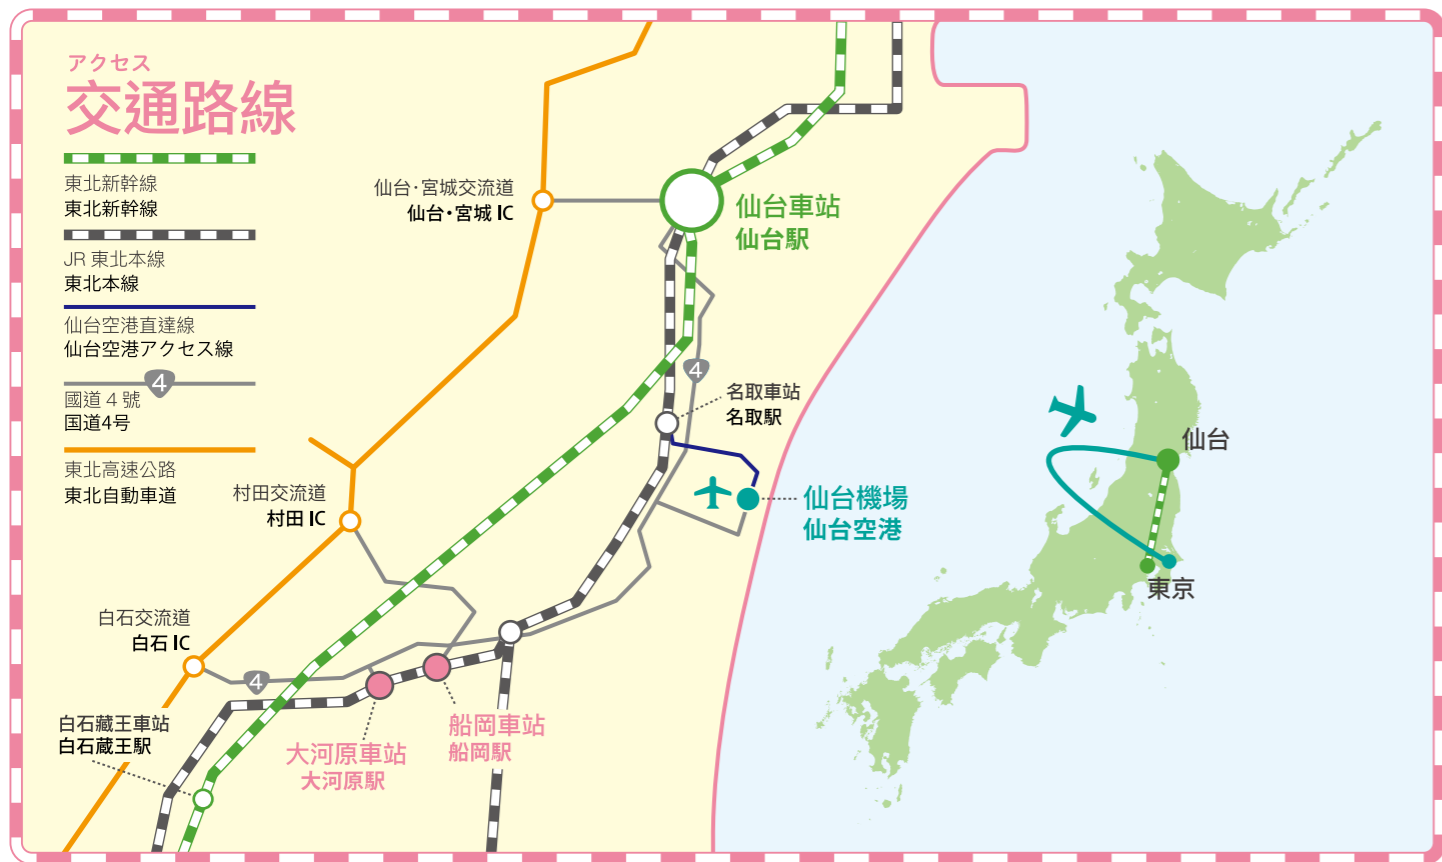 アクセス
交通路線
東北新幹線
東北新幹線
JR 東北本線
東北本線
仙台空港直達線
仙台空港アクセス線
4
國道 4 號
国道4号
東北高速公路
東北自動車道
仙台·宮城交流道
仙台・宮城 IC
仙台車站
仙台駅
4
名取車站
名取駅
仙台機場
仙台空港
村田交流道
村田 IC
白石交流道
白石 IC
4
白石藏王車站
白石蔵王駅
大河原車站
大河原駅
船岡車站
船岡駅
仙台
東京